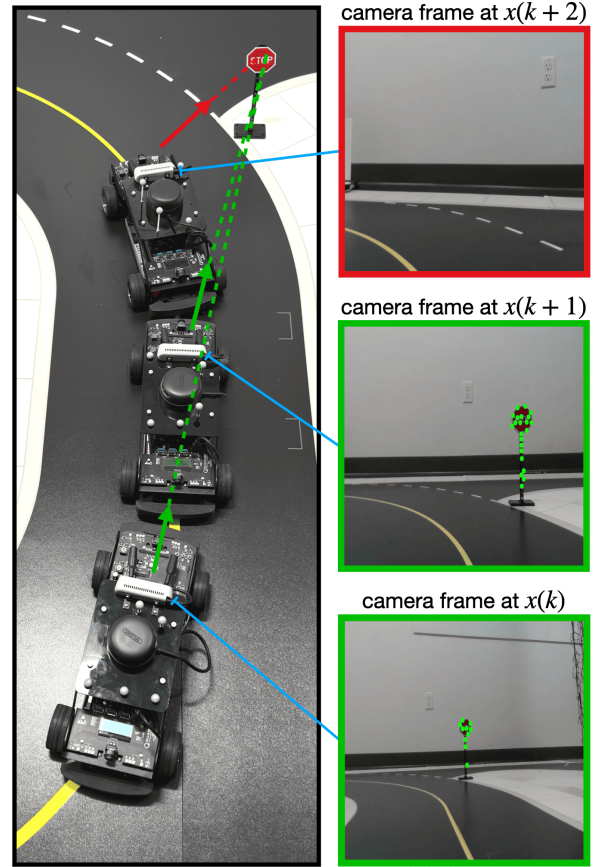 camera frame at x(k + 2)
STOP
camera frame at x(k + 1)
camera frame at x(k)